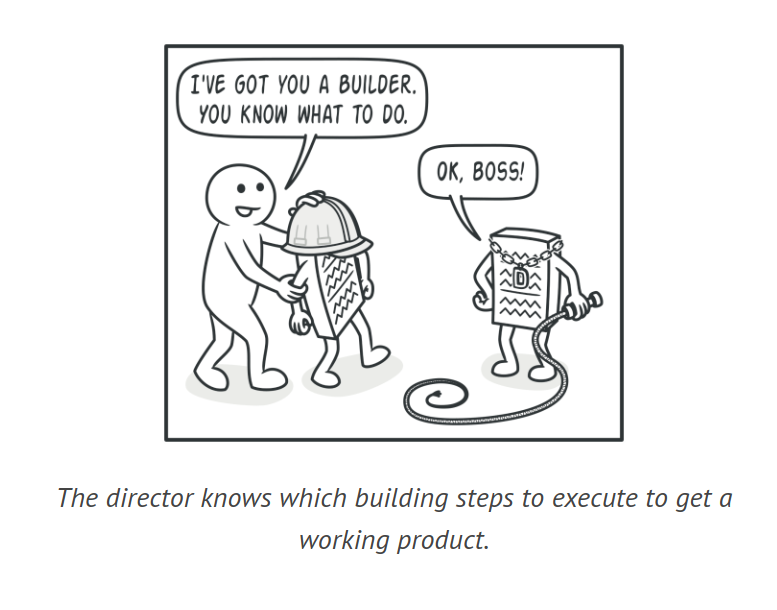 I'VE GOT YOU A BUILDER.
YOU KNOW WHAT TO DO.
OK, BOSS!
D
The director knows which building steps to execute to get a
working product.